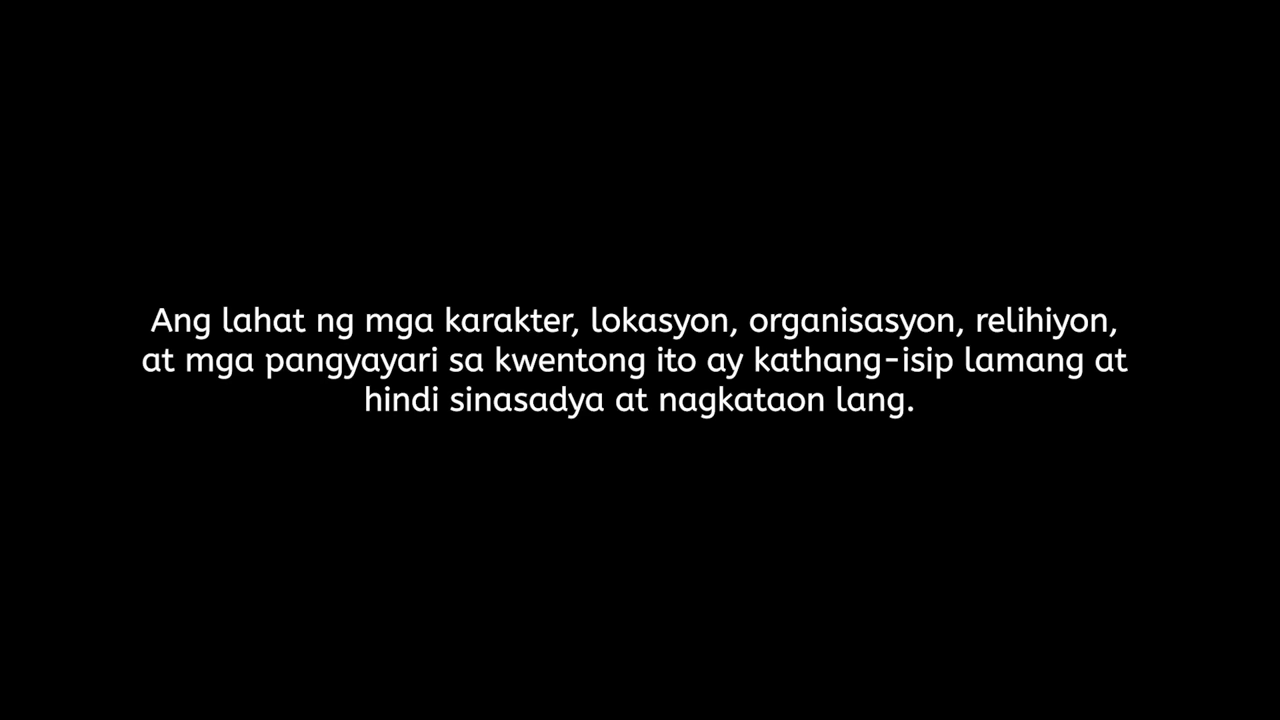 Ang lahat ng mga karakter, lokasyon, organisasyon, relihiyon,
at mga pangyayari sa kwentong ito ay kathang-isip lamang at
hindi sinasadya at nagkataon lang.